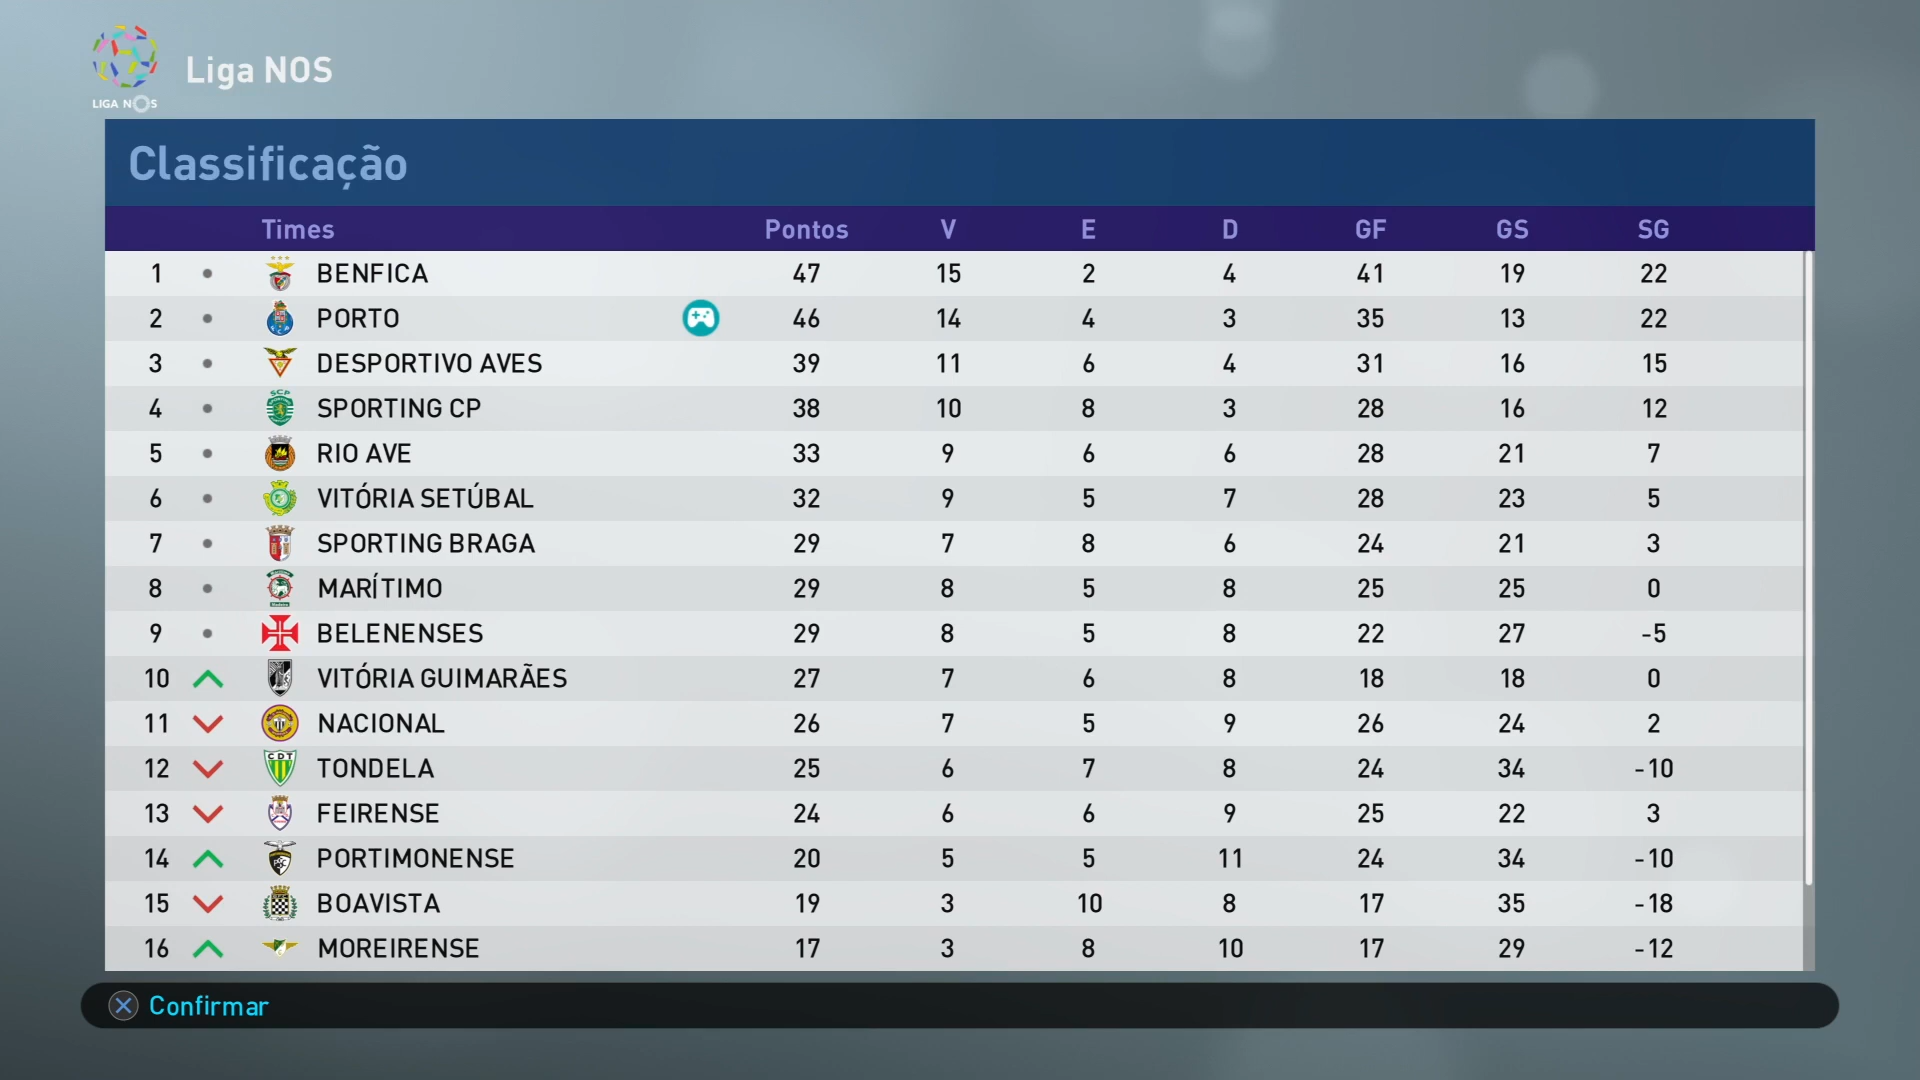 LIGA NOS
Liga NOS
Classificação
Times Pontos V E D GF GS SG
1 BENFICA 47 15 2 4 41 19 22
2 PORTO 46 14 4 3 35 13 22
3 DESPORTIVO AVES 39 11 6 4 31 16 15
4 SPORTING CP 38 10 8 3 28 16 12
5 RIO AVE 33 9 6 6 28 21 7
6 VITÓRIA SETÚBAL 32 9 5 7 28 23 5
7 SPORTING BRAGA 29 7 8 6 24 21 3
8 MARÍTIMO 29 8 5 8 25 25 0
9 BELENENSES 29 8 5 8 22 27 -5
10 VITÓRIA GUIMARÃES 27 7 6 8 18 18 0
11 NACIONAL 26 7 5 9 26 24 2
12 TONDELA 25 6 7 8 24 34 -10
13 FEIRENSE 24 6 6 9 25 22 3
14 PORTIMONENSE 20 5 5 11 24 34 -10
15 BOAVISTA 19 3 10 8 17 35 -18
16 MOREIRENSE 17 3 8 10 17 29 -12
Confirmar